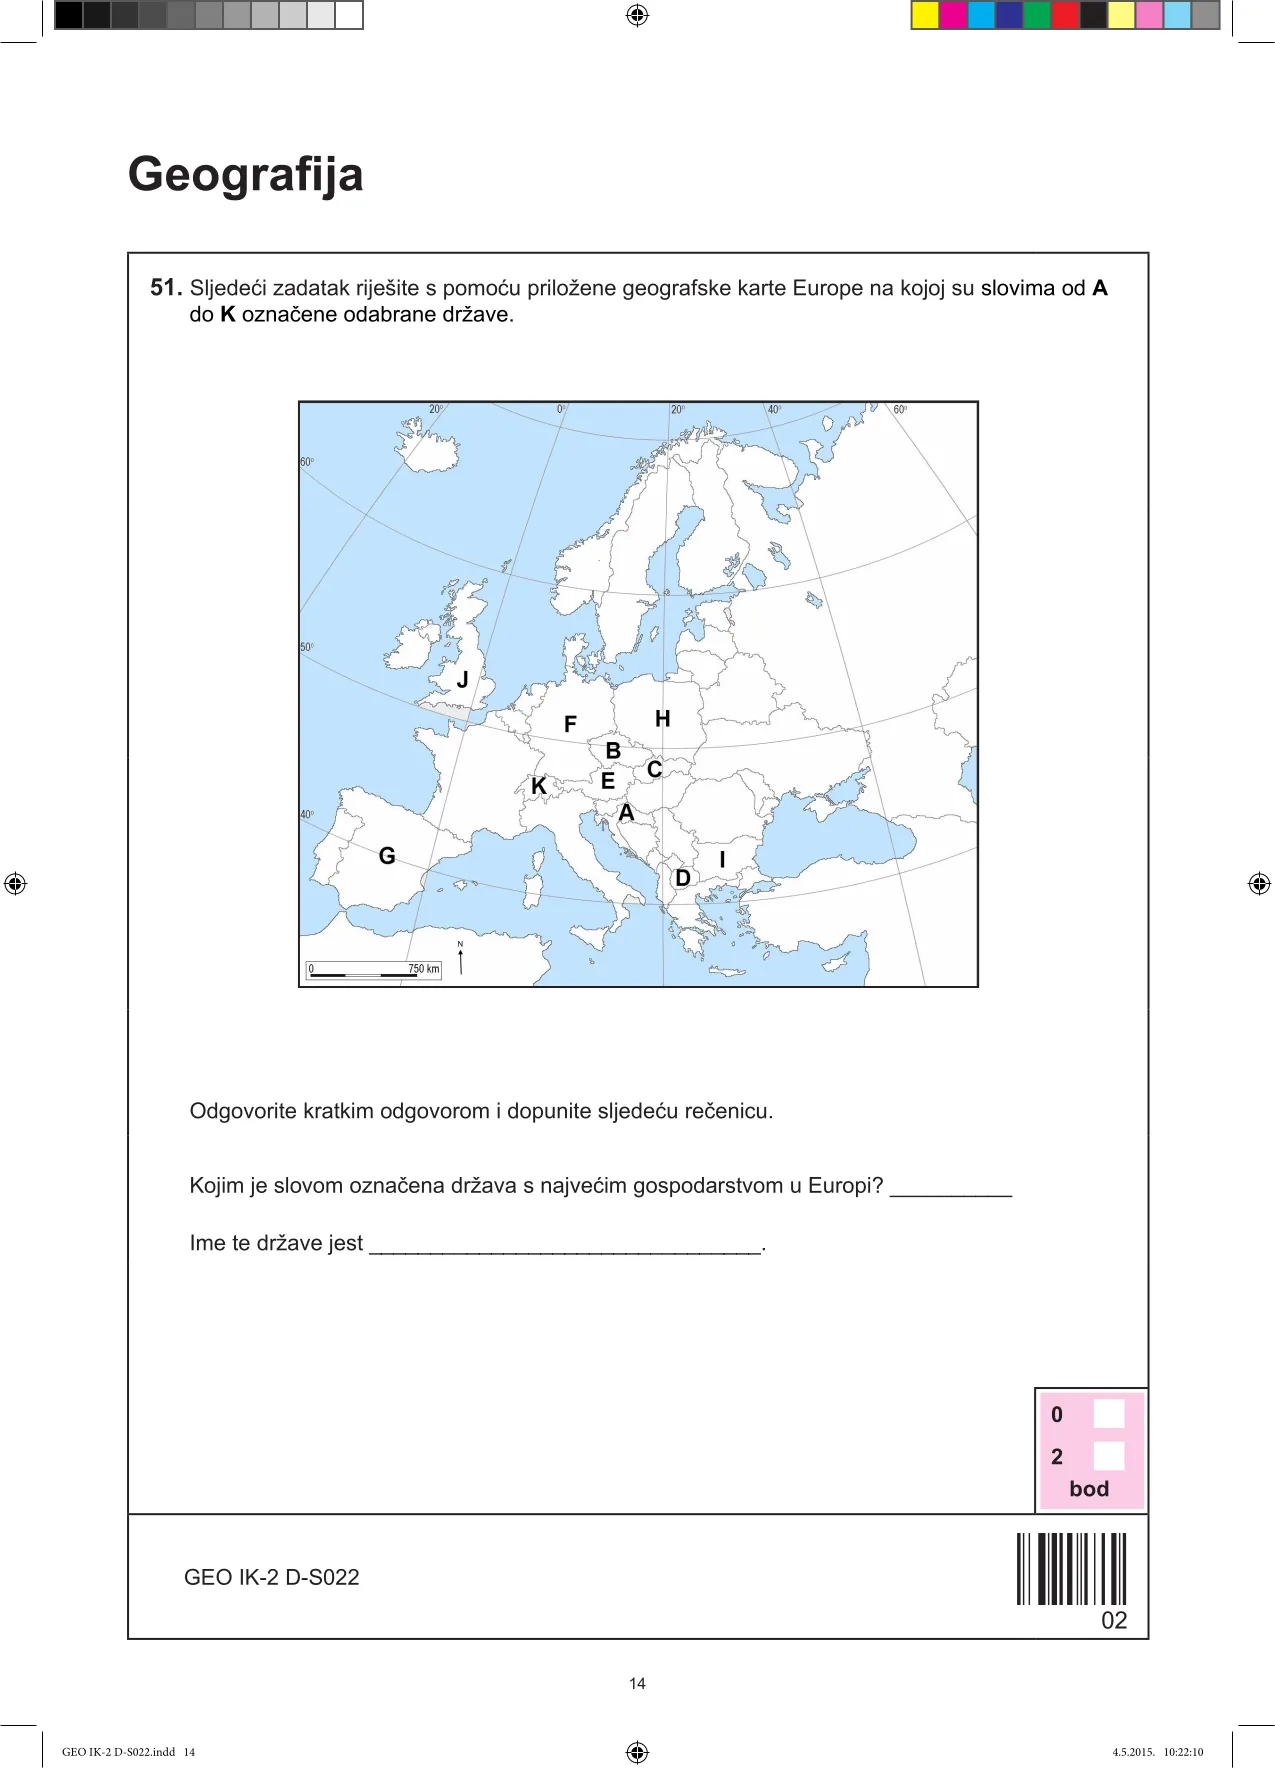 Geografija
51. Sljedeći zadatak riješite s pomoću priložene geografske karte Europe na kojoj su slovima od A
do K označene odabrane države.
20° 0° 20° 40° 60°
60°
50°
J
F H
B
C
K E
A
40°
G I
D
N
0 750 km
Odgovorite kratkim odgovorom i dopunite sljedeću rečenicu.
Kojim je slovom označena država s najvećim gospodarstvom u Europi? __________
Ime te države jest ________________________________.
0
2
bod
GEO IK-2 D-S022
02
14
GEO IK-2 D-S022.indd 14 4.5.2015. 10:22:10